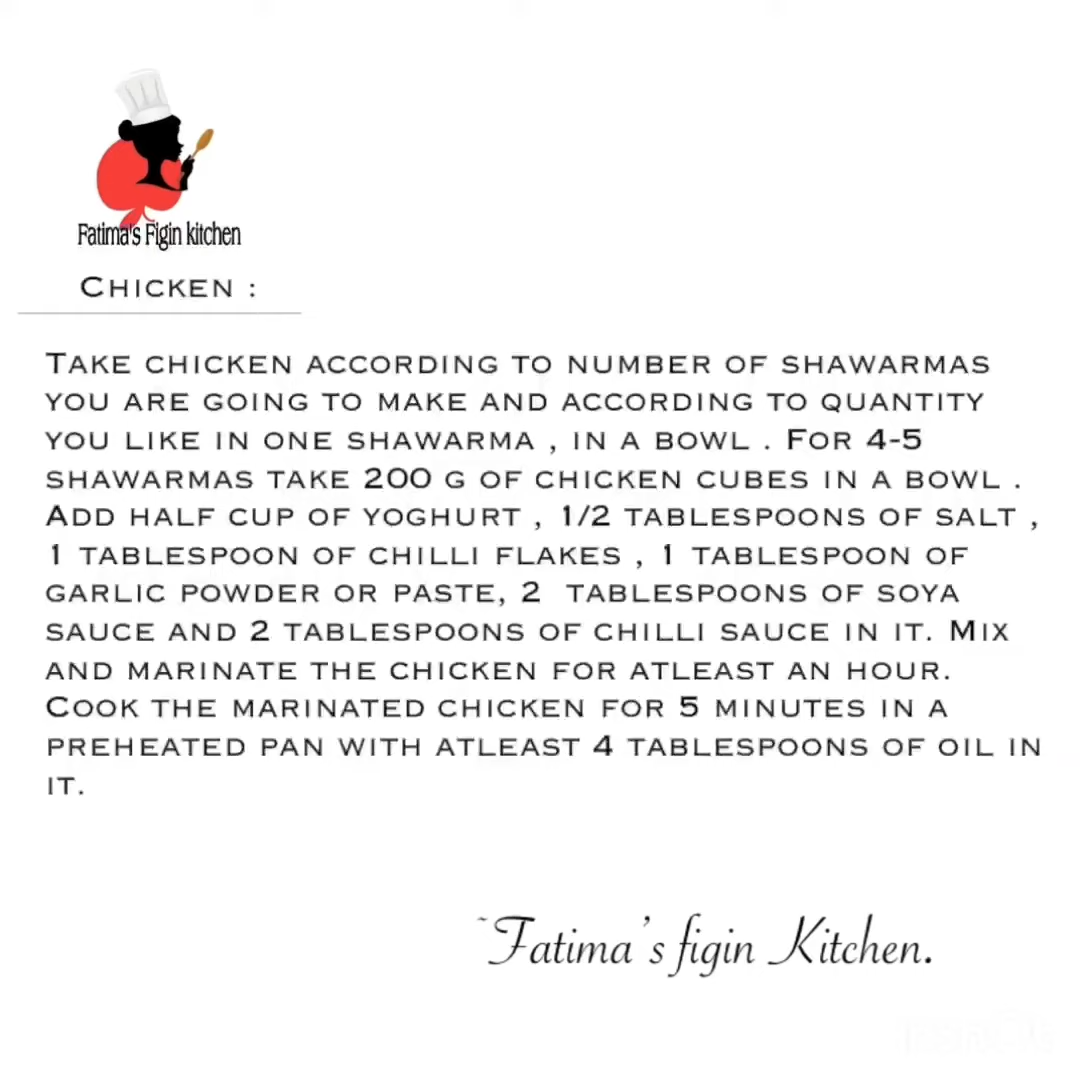 Fatima's Figin kitchen
CHICKEN :
TAKE CHICKEN ACCORDING TO NUMBER OF SHAWARMAS
YOU ARE GOING TO MAKE AND ACCORDING TO QUANTITY
YOU LIKE IN ONE SHAWARMA , IN A BOWL . FOR 4-5
SHAWARMAS TAKE 200 G OF CHICKEN CUBES IN A BOWL .
ADD HALF CUP OF YOGHURT , 1/2 TABLESPOONS OF SALT ,
1 TABLESPOON OF CHILLI FLAKES , 1 TABLESPOON OF
GARLIC POWDER OR PASTE, 2 TABLESPOONS OF SOYA
SAUCE AND 2 TABLESPOONS OF CHILLI SAUCE IN IT. MIX
AND MARINATE THE CHICKEN FOR ATLEAST AN HOUR.
COOK THE MARINATED CHICKEN FOR 5 MINUTES IN A
PREHEATED PAN WITH ATLEAST 4 TABLESPOONS OF OIL IN
IT.
~Fatima's figin Kitchen.